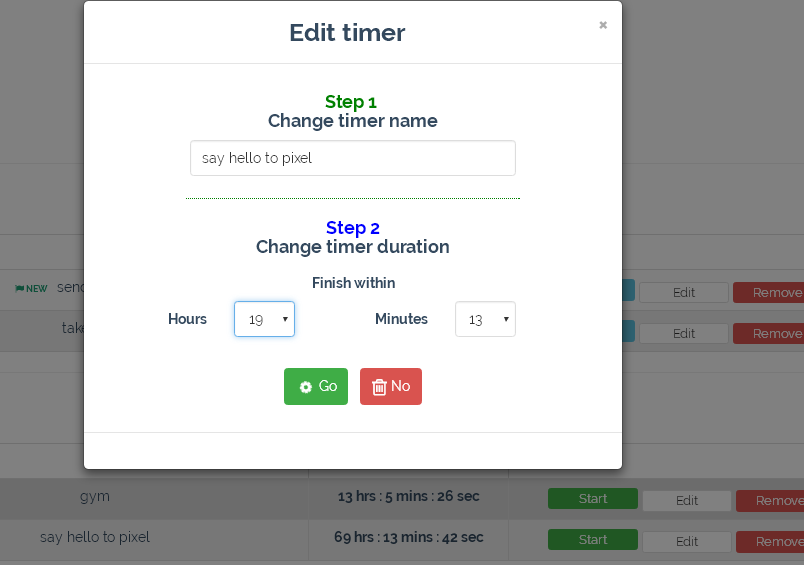 Edit timer ×
Step 1
Change timer name
say hello to pixel
Step 2
Change timer duration
Finish within
Hours 19 Minutes 13
Go No
NEW send Edit Remove
take Edit Remove
gym 13 hrs : 5 mins : 26 sec Start Edit Remove
say hello to pixel 69 hrs : 13 mins : 42 sec Start Edit Remove